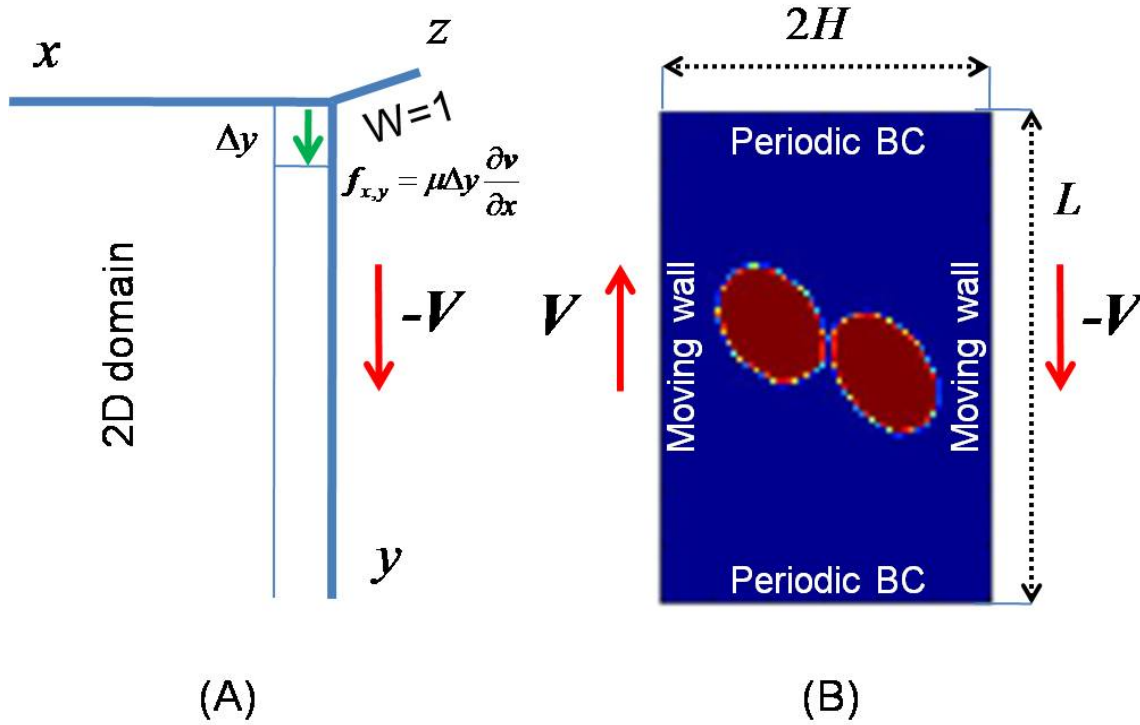 x
z
W=1
Δy
f_{x,y} = μΔy ∂v/∂x
2D domain
-V
y
(A)
2H
Periodic BC
L
Moving wall
Moving wall
V
-V
Periodic BC
(B)